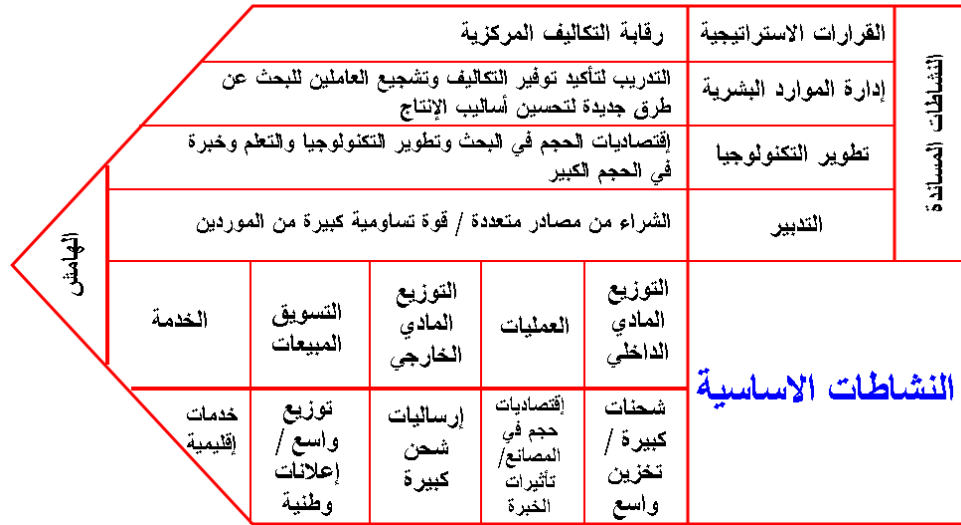 النشاطات المساندة
القرارات الاستراتيجية
رقابة التكاليف المركزية
إدارة الموارد البشرية
التدريب لتأكيد توفير التكاليف وتشجيع العاملين للبحث عن
طرق جديدة لتحسين أساليب الإنتاج
تطوير التكنولوجيا
إقتصاديات الحجم في البحث وتطوير التكنولوجيا والتعلم وخبرة
في الحجم الكبير
التدبير
الشراء من مصادر متعددة / قوة تساومية كبيرة من الموردين
الهامش
النشاطات الاساسية
التوزيع
المادي
الداخلي
العمليات
التوزيع
المادي
الخارجي
التسويق
المبيعات
الخدمة
شحنات
كبيرة /
تخزين
واسع
إقتصاديات
حجم في
المصانع/
تأثيرات
الخبرة
إرساليات
شحن
كبيرة
توزيع
واسع /
إعلانات
وطنية
خدمات
إقليمية